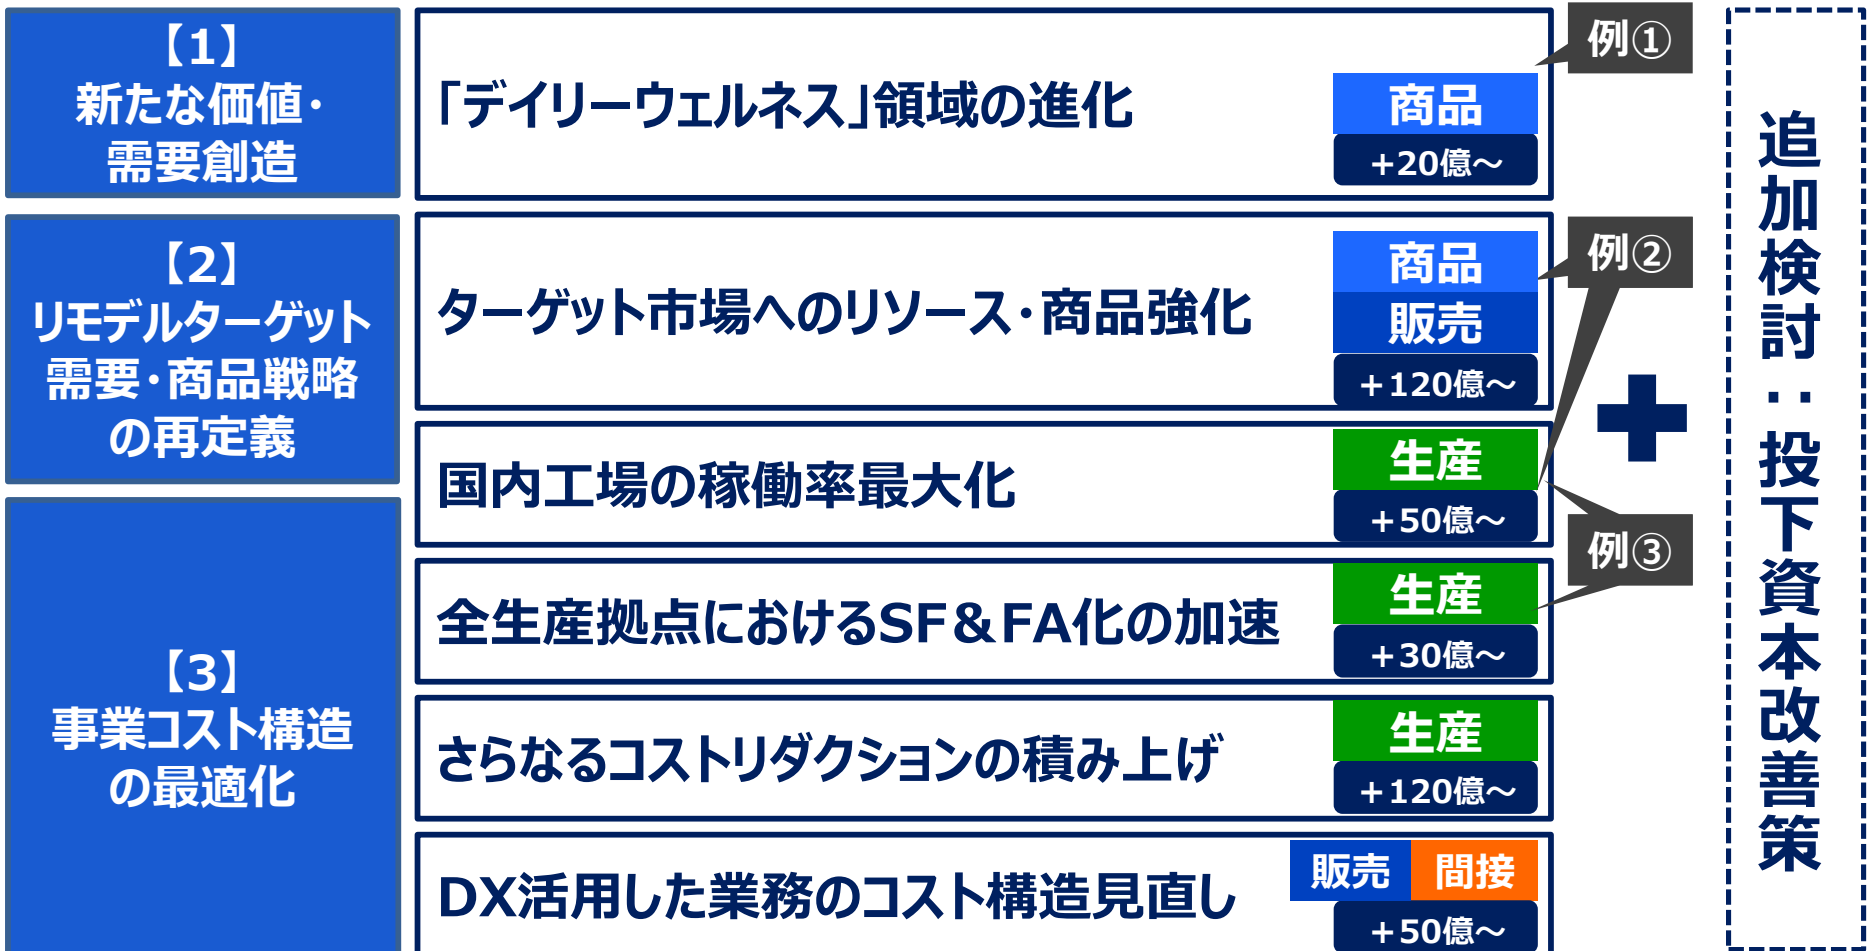 【1】
新たな価値・
需要創造
「デイリーウェルネス」領域の進化
商品
+20億~
例①
【2】
リモデルターゲット
需要・商品戦略
の再定義
ターゲット市場へのリソース・商品強化
商品
販売
+120億~
例②
国内工場の稼働率最大化
生産
+50億~
例③
【3】
事業コスト構造
の最適化
全生産拠点におけるSF&FA化の加速
生産
+30億~
さらなるコストリダクションの積み上げ
生産
+120億~
DX活用した業務のコスト構造見直し
販売 間接
+50億~
追加検討:投下資本改善策